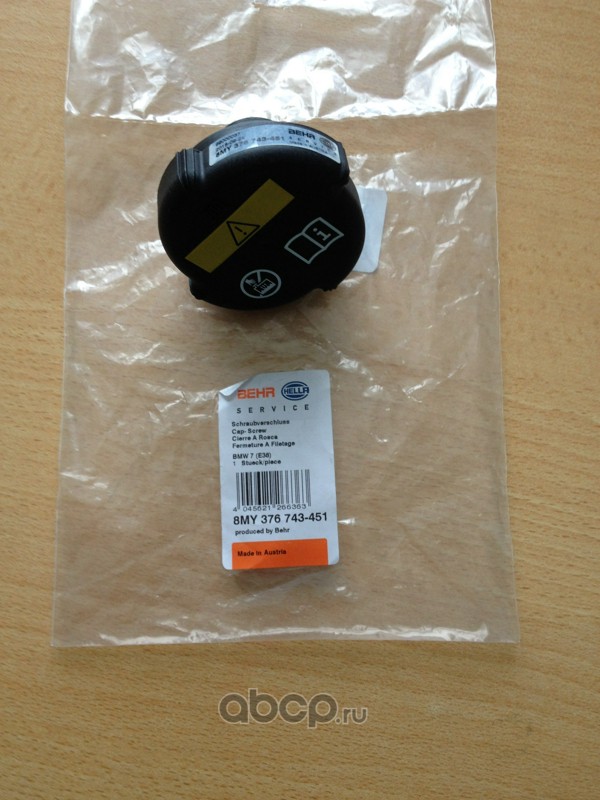 BEHR HELLA
8MY 376 743-451
BEHR HELLA
SERVICE
Schraubverschluss
Cap- Screw
Cierre A Rosca
Fermeture A Filetage
BMW 7 (E38)
1 Stueck/piece
4 045621 266363
8MY 376 743-451
produced by Behr
Made in Austria
abcp.ru